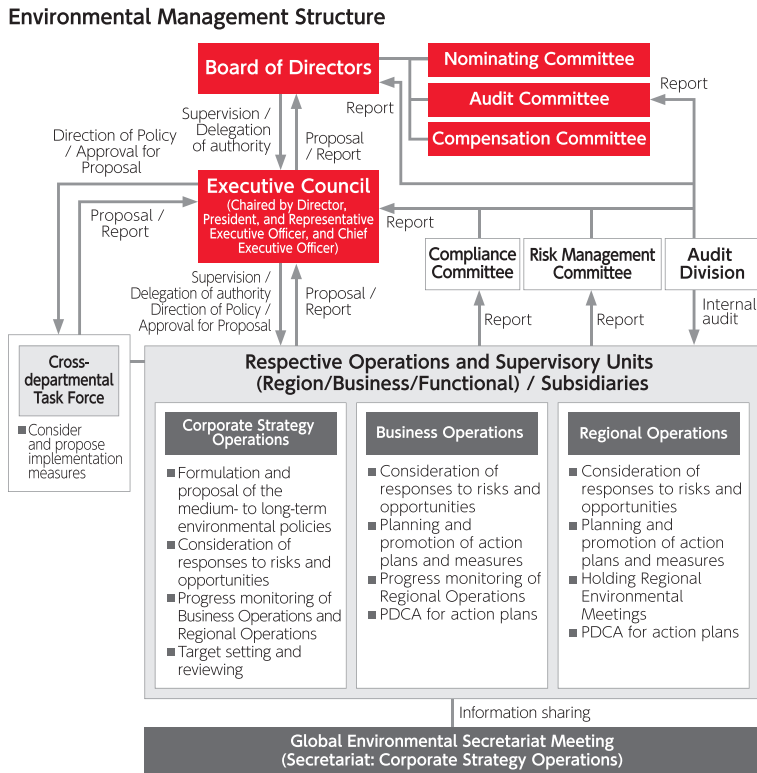 Environmental Management Structure
Board of Directors
Nominating Committee
Audit Committee
Compensation Committee
Report
Report
Supervision /
Delegation
of authority
Proposal
/ Report
Direction of Policy
/ Approval for
Proposal
Executive Council
(Chaired by Director,
President, and Representative
Executive Officer, and Chief
Executive Officer)
Proposal /
Report
Report
Compliance
Committee
Risk Management
Committee
Audit
Division
Supervision /
Delegation of authority
Direction of Policy /
Approval for Proposal
Proposal /
Report
Report
Report
Internal
audit
Cross-
departmental
Task Force
■ Consider
and propose
implementation
measures
Respective Operations and Supervisory Units
(Region/Business/Functional) / Subsidiaries
Corporate Strategy
Operations
■ Formulation and
proposal of the
medium- to long-term
environmental policies
■ Consideration of
responses to risks and
opportunities
■ Progress monitoring of
Business Operations and
Regional Operations
■ Target setting and
reviewing
Business Operations
■ Consideration of
responses to risks and
opportunities
■ Planning and
promotion of action
plans and measures
■ Progress monitoring of
Regional Operations
■ PDCA for action plans
Regional Operations
■ Consideration of
responses to risks and
opportunities
■ Planning and
promotion of action
plans and measures
■ Holding Regional
Environmental
Meetings
■ PDCA for action plans
Information sharing
Global Environmental Secretariat Meeting
(Secretariat: Corporate Strategy Operations)